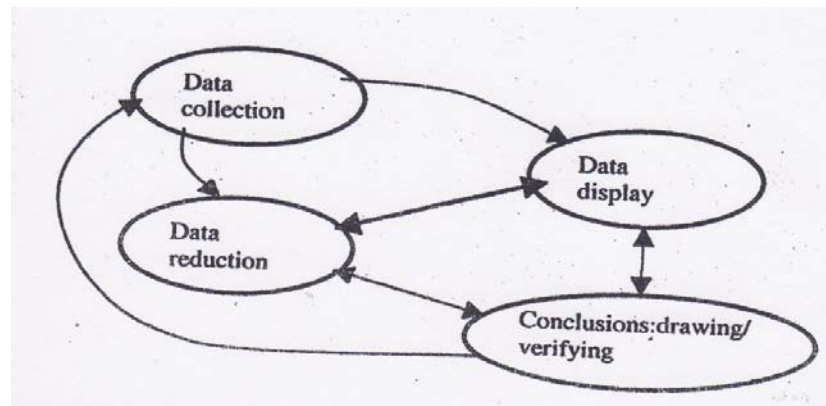 Data
collection
Data
display
Data
reduction
Conclusions:drawing/
verifying